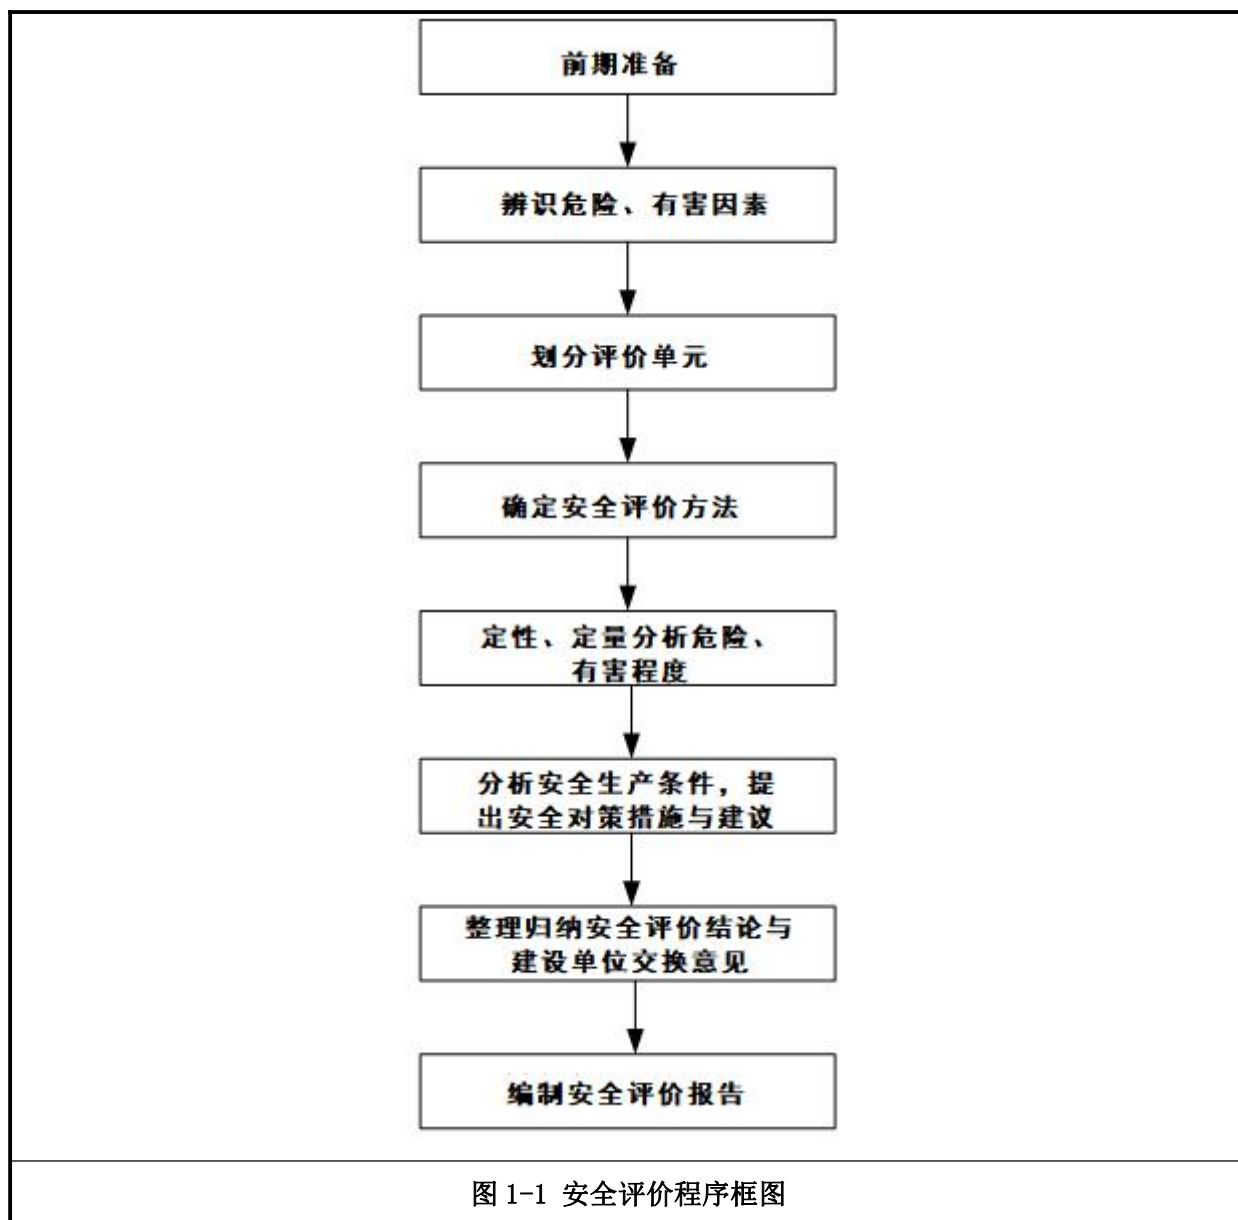 前期准备
辨识危险、有害因素
划分评价单元
确定安全评价方法
定性、定量分析危险、
有害程度
分析安全生产条件，提
出安全对策措施与建议
整理归纳安全评价结论与
建设单位交换意见
编制安全评价报告
图 1-1 安全评价程序框图